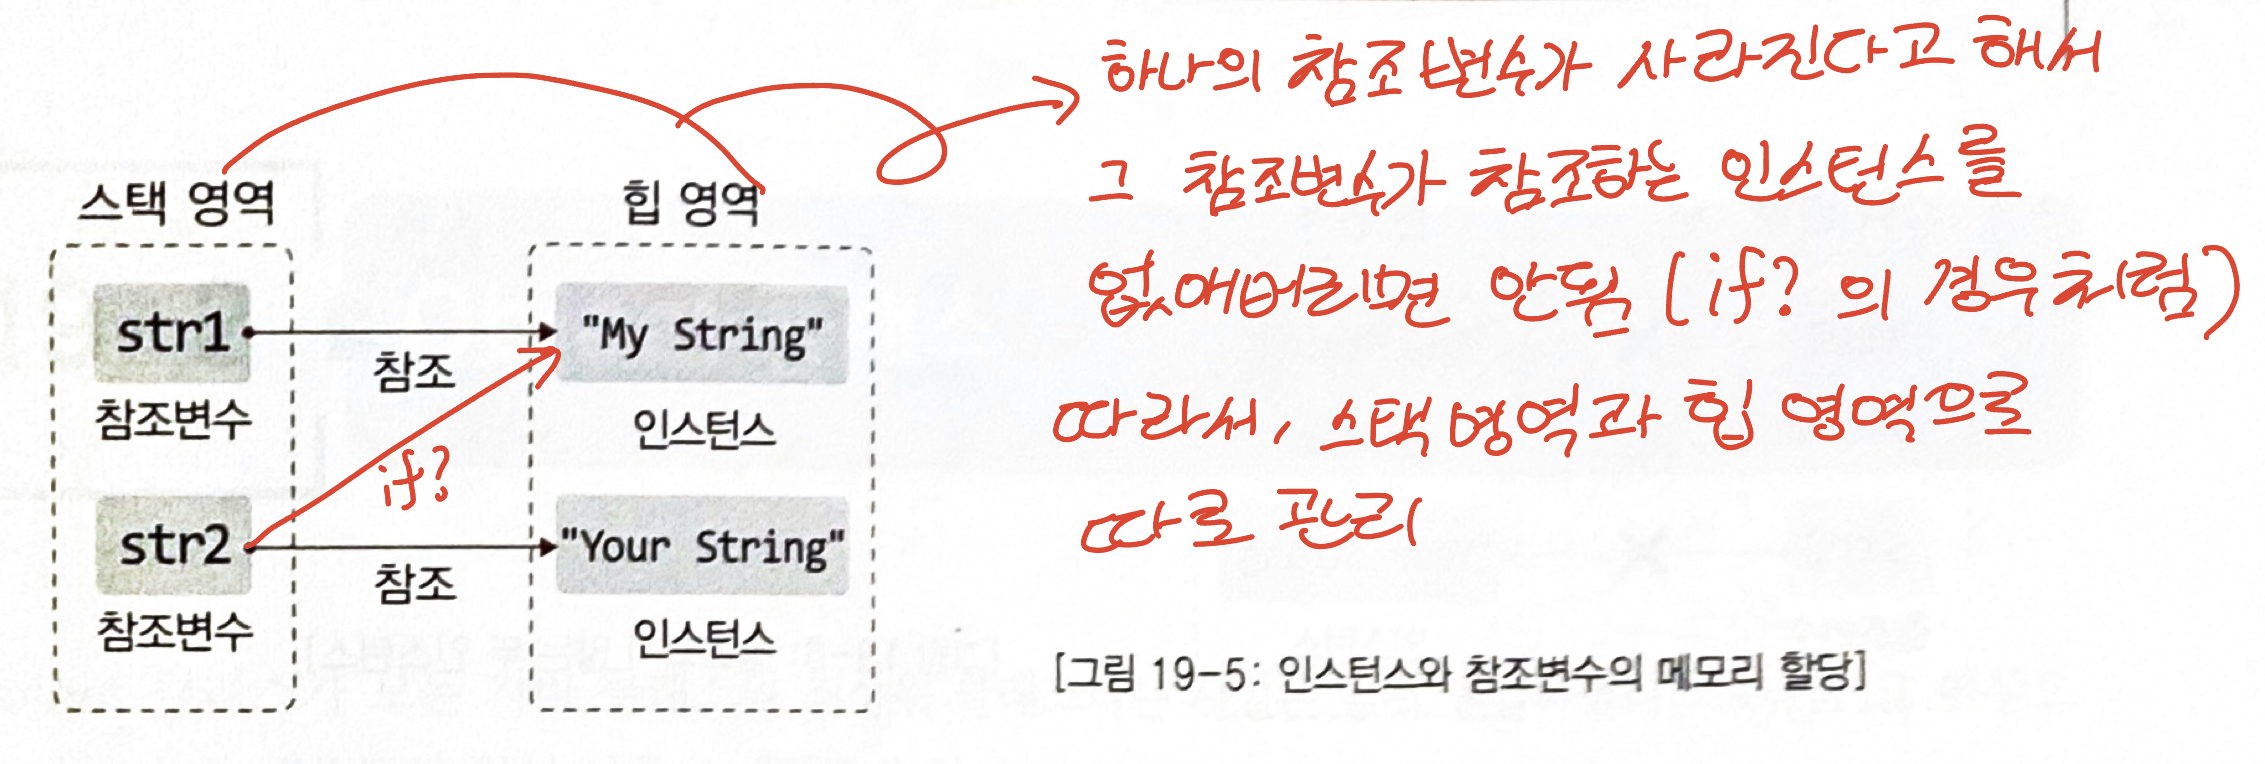 하나의 참조변수가 사라진다고 해서
그 참조변수가 참조하는 인스턴스를
없애버리면 안됨 (if? 의 경우처럼)
따라서, 스택영역과 힙 영역으로
따로 관리
스택 영역
힙 영역
str1
참조
"My String"
참조변수
인스턴스
if?
str2
참조
"Your String"
참조변수
인스턴스
[그림 19-5: 인스턴스와 참조변수의 메모리 할당]